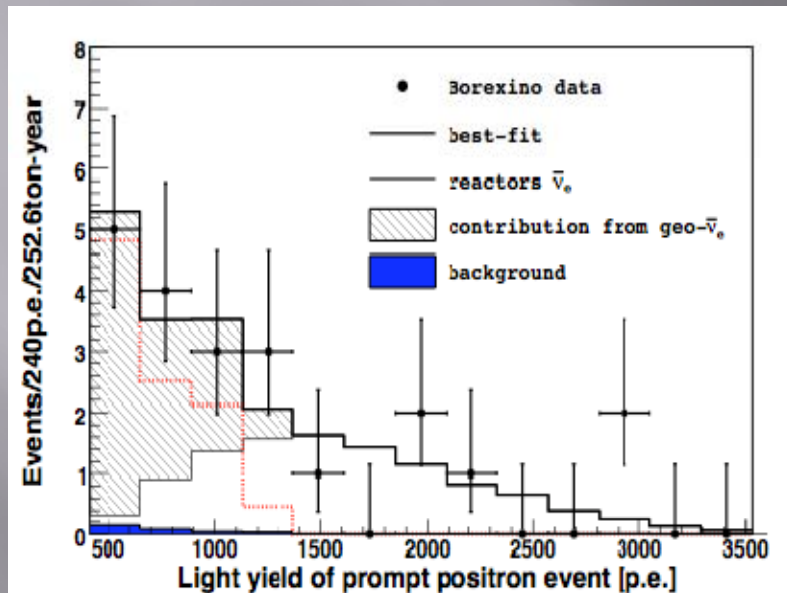 8
7
6
5
4
3
2
1
0
Events/240p.e./252.6ton-year
Borexino data
best-fit
reactors ν̅e
contribution from geo-ν̅e
background
500 1000 1500 2000 2500 3000 3500
Light yield of prompt positron event [p.e.]